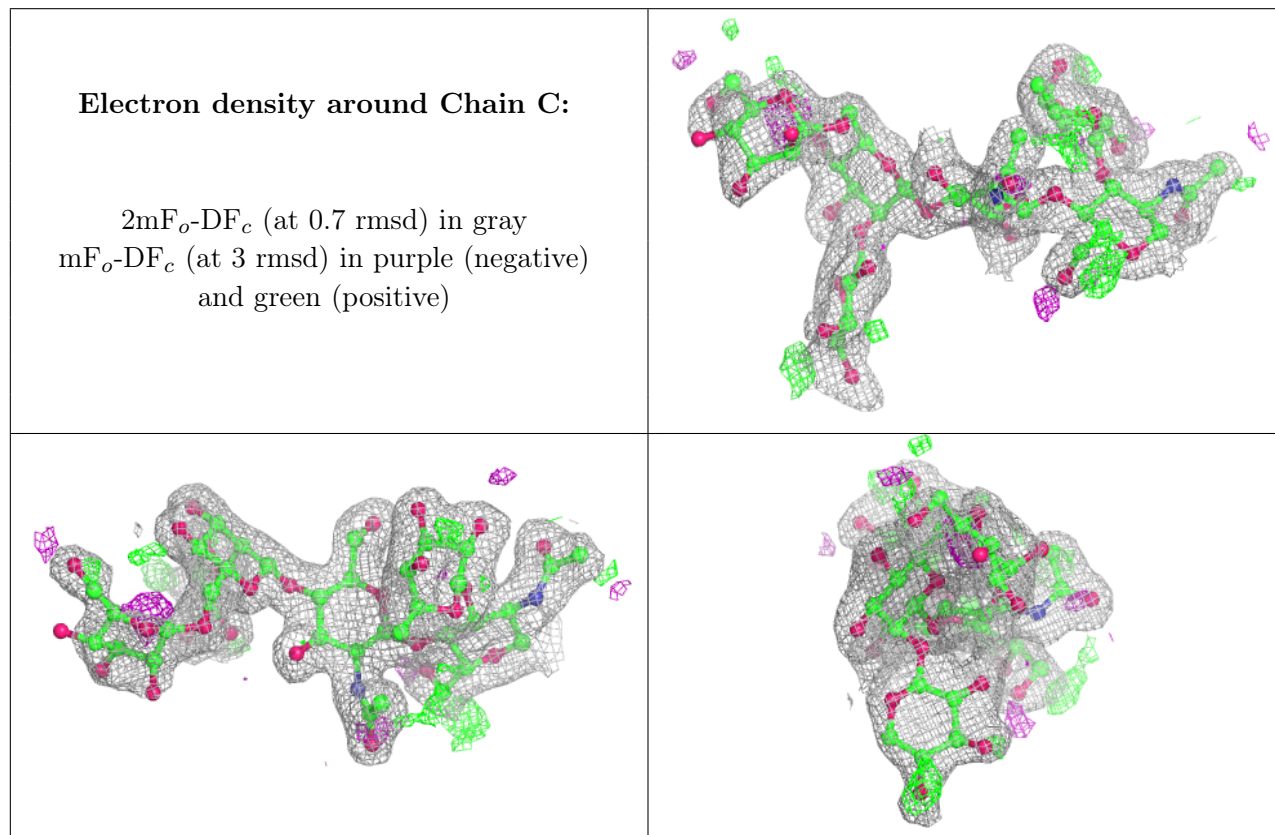 Electron density around Chain C:
2mFo-DFc (at 0.7 rmsd) in gray
mFo-DFc (at 3 rmsd) in purple (negative)
and green (positive)